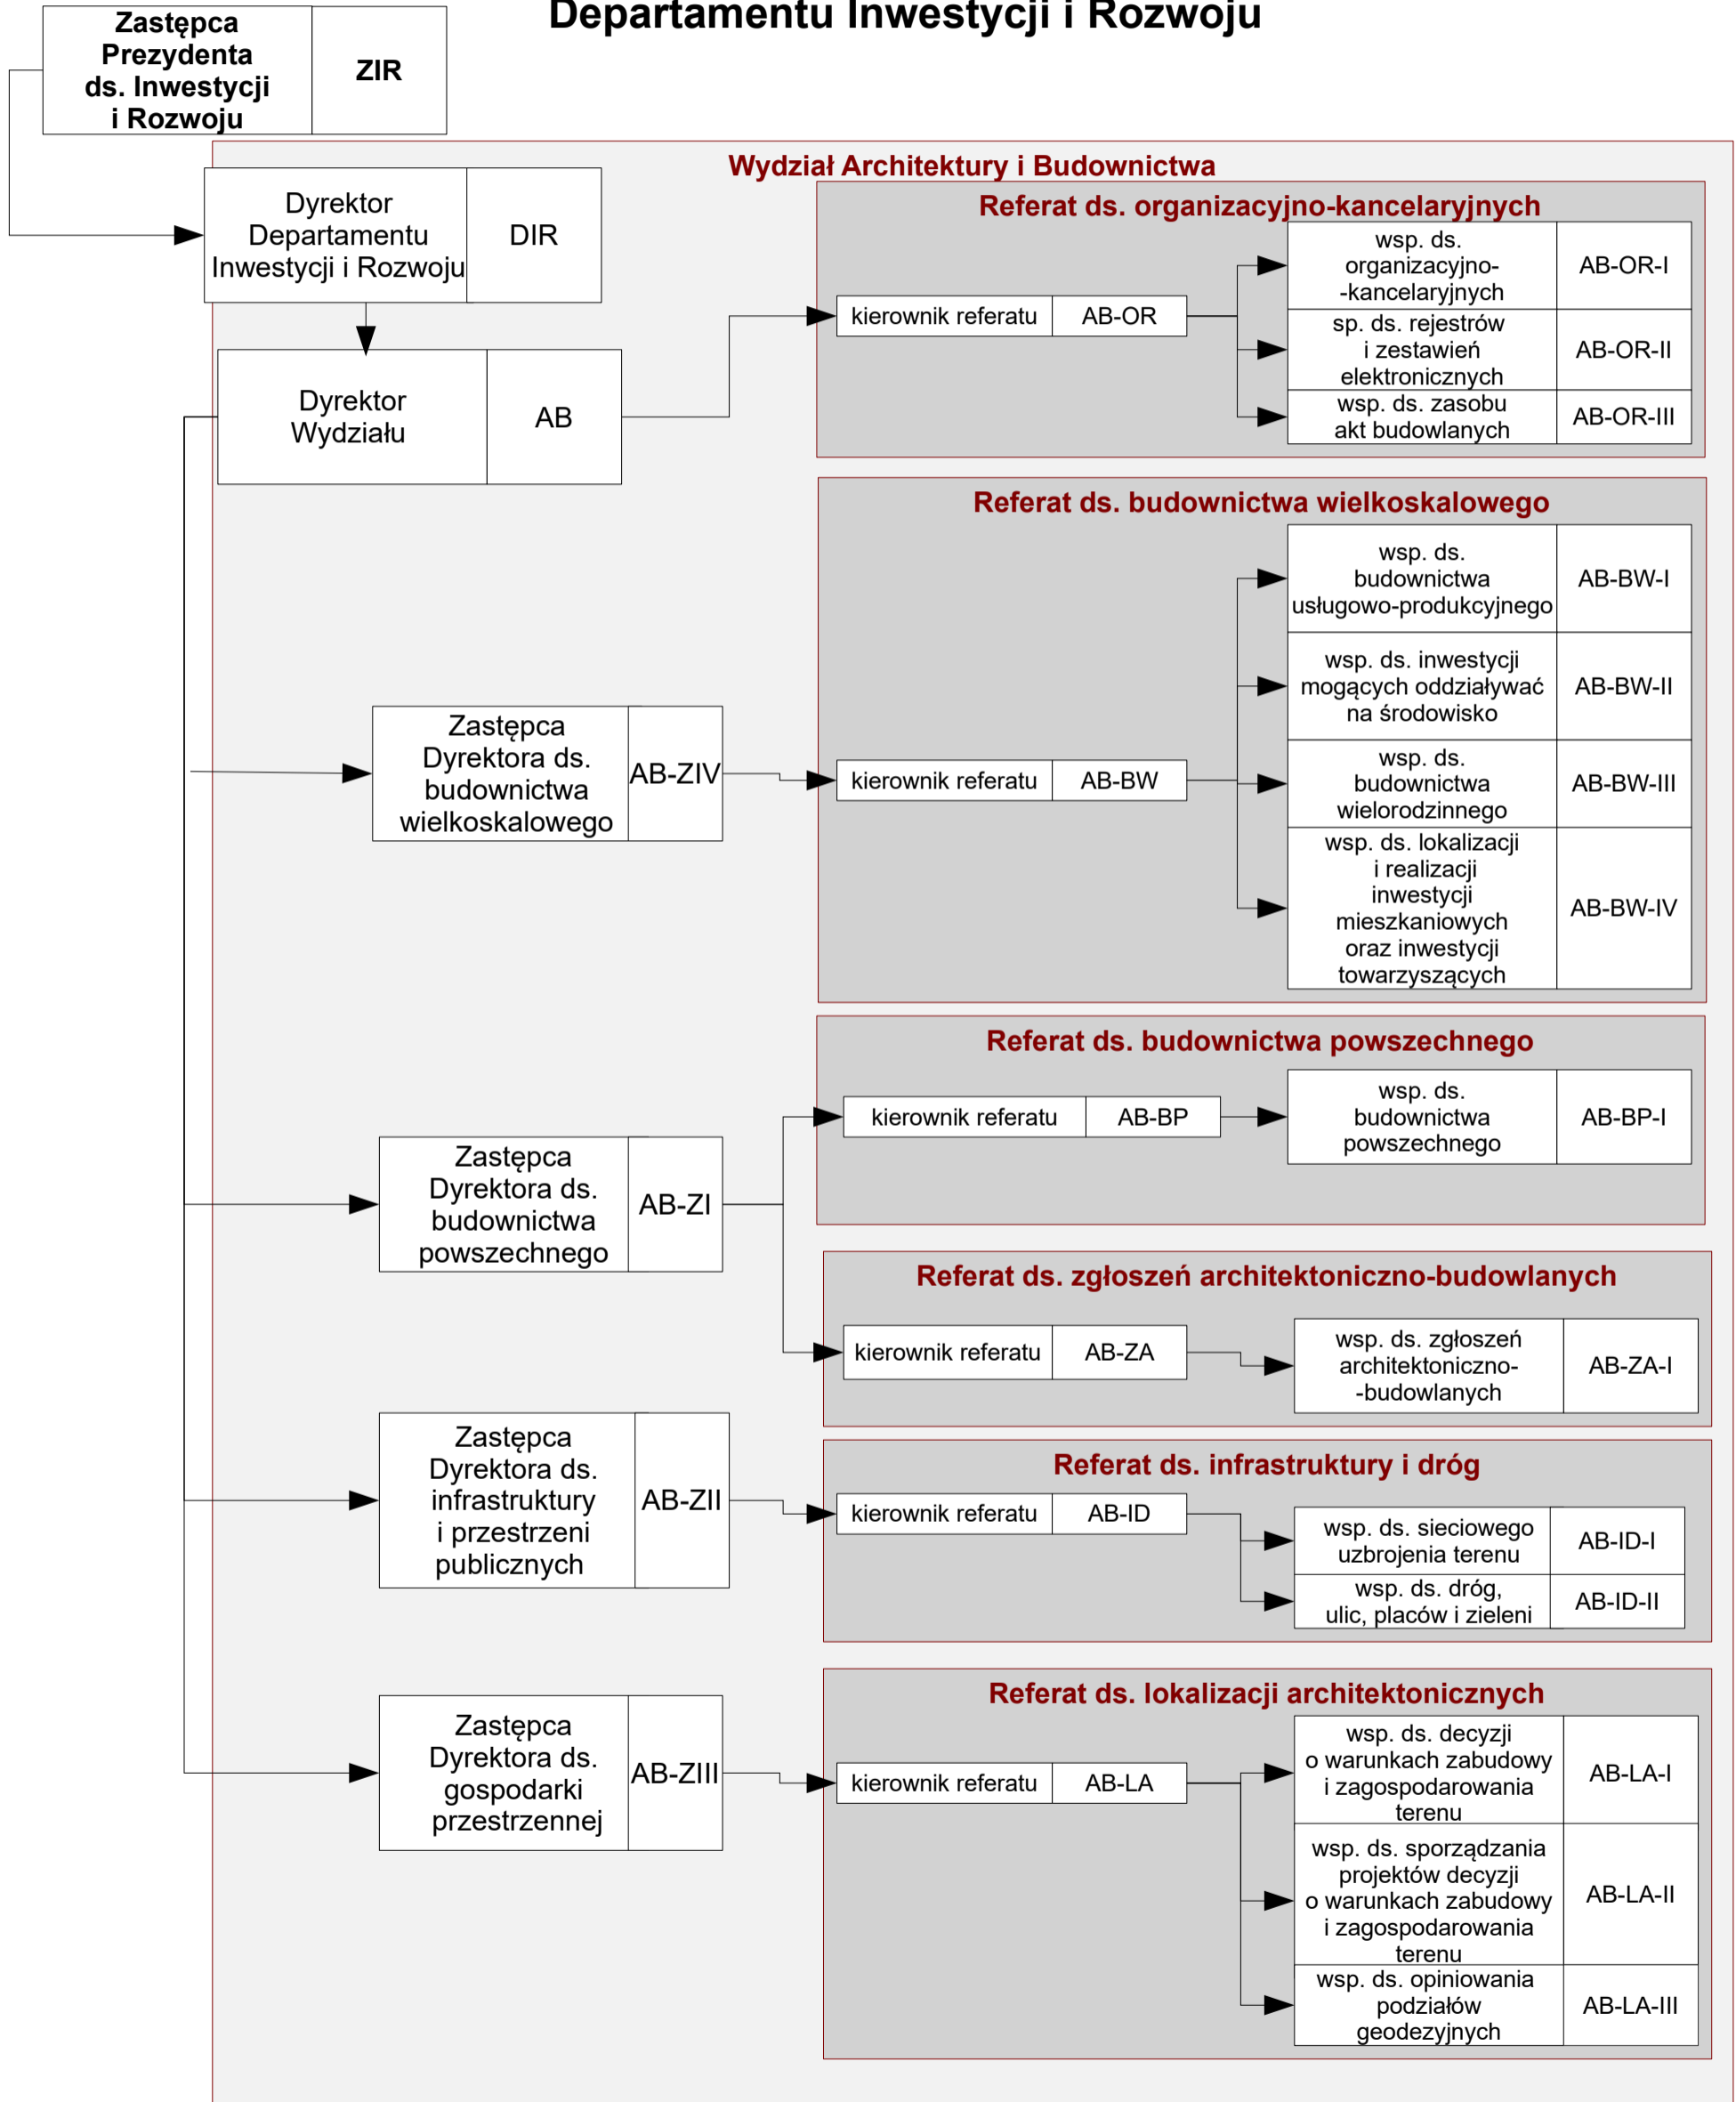 Departamentu Inwestycji i Rozwoju
Zastępca
Prezydenta
ds. Inwestycji
i Rozwoju
ZIR
Wydział Architektury i Budownictwa
Dyrektor
Departamentu
Inwestycji i Rozwoju
DIR
Dyrektor
Wydziału
AB
Referat ds. organizacyjno-kancelaryjnych
kierownik referatu
AB-OR
wsp. ds.
organizacyjno-
-kancelaryjnych
AB-OR-I
sp. ds. rejestrów
i zestawień
elektronicznych
AB-OR-II
wsp. ds. zasobu
akt budowlanych
AB-OR-III
Zastępca
Dyrektora ds.
budownictwa
wielkoskalowego
AB-ZIV
Referat ds. budownictwa wielkoskalowego
kierownik referatu
AB-BW
wsp. ds.
budownictwa
usługowo-produkcyjnego
AB-BW-I
wsp. ds. inwestycji
mogących oddziaływać
na środowisko
AB-BW-II
wsp. ds.
budownictwa
wielorodzinnego
AB-BW-III
wsp. ds. lokalizacji
i realizacji
inwestycji
mieszkaniowych
oraz inwestycji
towarzyszących
AB-BW-IV
Zastępca
Dyrektora ds.
budownictwa
powszechnego
AB-ZI
Referat ds. budownictwa powszechnego
kierownik referatu
AB-BP
wsp. ds.
budownictwa
powszechnego
AB-BP-I
Referat ds. zgłoszeń architektoniczno-budowlanych
kierownik referatu
AB-ZA
wsp. ds. zgłoszeń
architektoniczno-
-budowlanych
AB-ZA-I
Zastępca
Dyrektora ds.
infrastruktury
i przestrzeni
publicznych
AB-ZII
Referat ds. infrastruktury i dróg
kierownik referatu
AB-ID
wsp. ds. sieciowego
uzbrojenia terenu
AB-ID-I
wsp. ds. dróg,
ulic, placów i zieleni
AB-ID-II
Zastępca
Dyrektora ds.
gospodarki
przestrzennej
AB-ZIII
Referat ds. lokalizacji architektonicznych
kierownik referatu
AB-LA
wsp. ds. decyzji
o warunkach zabudowy
i zagospodarowania
terenu
AB-LA-I
wsp. ds. sporządzania
projektów decyzji
o warunkach zabudowy
i zagospodarowania
terenu
AB-LA-II
wsp. ds. opiniowania
podziałów
geodezyjnych
AB-LA-III